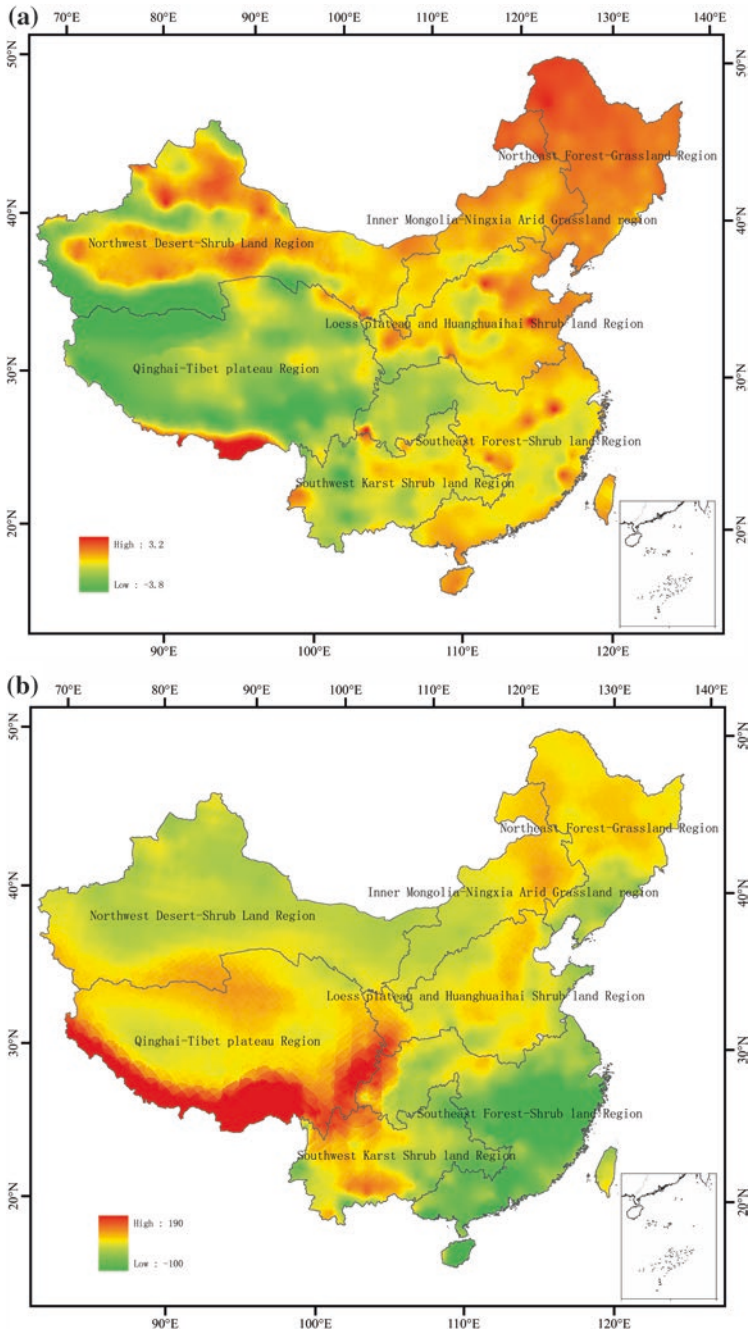 (a)
70°E 80°E 90°E 100°E 110°E 120°E 130°E 140°E
50°N
50°N
Northeast Forest-Grassland Region
40°N
40°N
Inner Mongolia-Ningxia Arid Grassland region
Northwest Desert-Shrub Land Region
Loess plateau and Huanghuaihai Shrub land Region
30°N
30°N
Qinghai-Tibet plateau Region
Southeast Forest-Shrub land Region
Southwest Karst Shrub land Region
20°N
20°N
High : 3.2
Low : -3.8
90°E 100°E 110°E 120°E
(b)
70°E 80°E 90°E 100°E 110°E 120°E 130°E 140°E
50°N
50°N
Northeast Forest-Grassland Region
40°N
40°N
Inner Mongolia-Ningxia Arid Grassland region
Northwest Desert-Shrub Land Region
Loess plateau and Huanghuaihai Shrub land Region
30°N
30°N
Qinghai-Tibet plateau Region
Southeast Forest-Shrub land Region
Southwest Karst Shrub land Region
20°N
20°N
High : 190
Low : -100
90°E 100°E 110°E 120°E